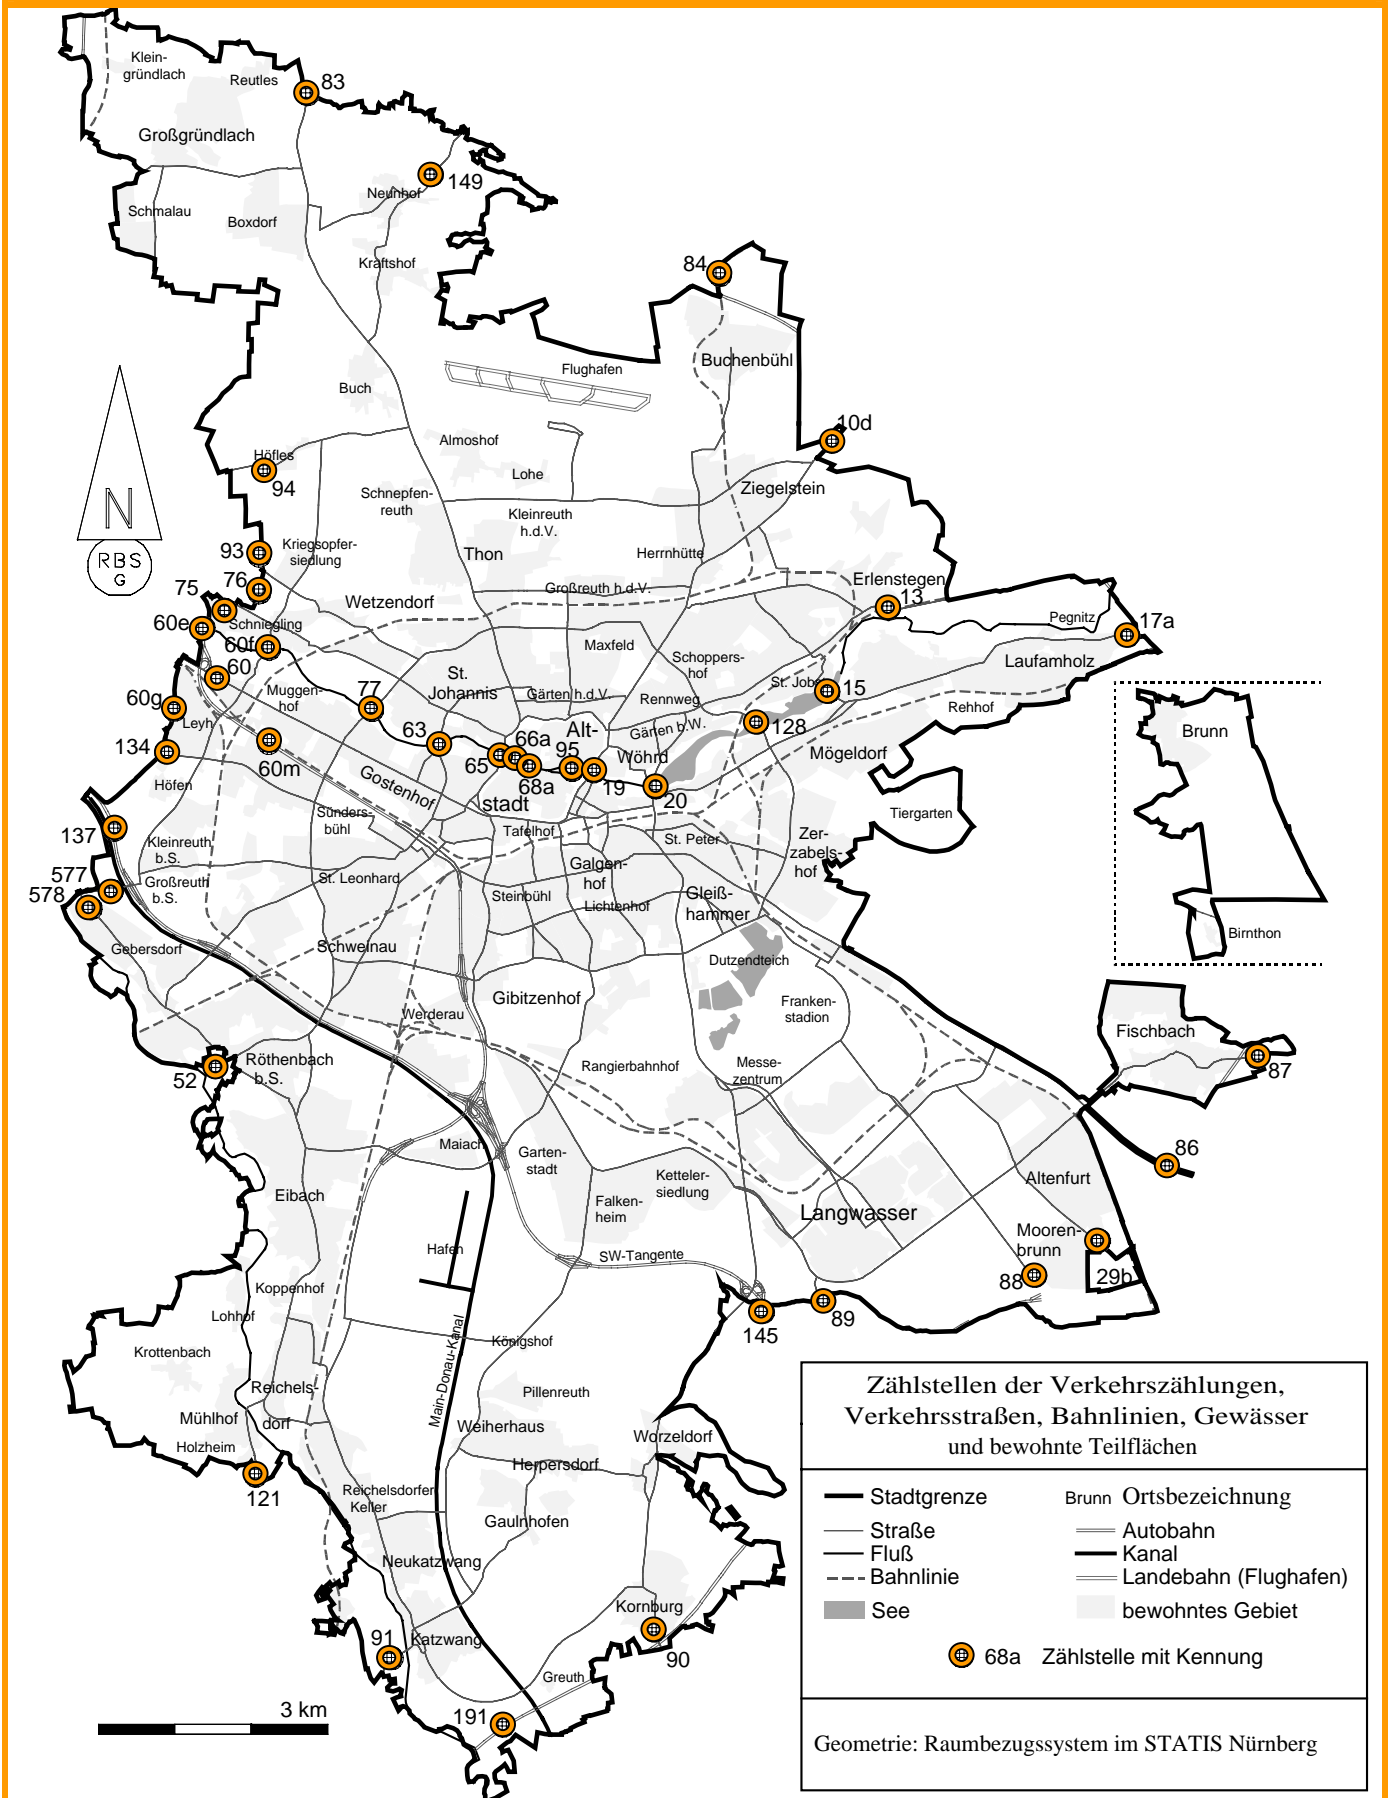 Klein-
gründlach
Reutles
83
Großgründlach
149
Neunhof
Schmalau
Boxdorf
Kraftshof
84
Buchenbühl
Flughafen
Buch
10d
Almoshof
Höfles
Lohe
94
Ziegelstein
Schnepfen-
reuth
N
Kleinreuth
h.d.V.
RBS
G
93
Kriegsopfer-
siedlung
Thon
Herrnhütte
76
Erlenstegen
75
Großreuth h.d.V.
Wetzendorf
13
60e
Schniegling
Pegnitz
17a
60f
Maxfeld
Schoppers-
hof
Laufamholz
60
St.
Johannis
St. Jobst
15
Muggen-
hof
77
Gärten h.d.V.
Rennweg
Rehhof
60g
Leyh
Alt-
Gärten b.W.
128
Brunn
134
63
66a
95
Wöhrd
Mögeldorf
60m
65
68a
19
20
Höfen
Gostenhof
stadt
Tiergarten
Sünders-
bühl
Tafelhof
St. Peter
Zer-
zabels-
hof
137
Kleinreuth
b.S.
577
Großreuth
b.S.
St. Leonhard
Galgen-
hof
578
Steinbühl
Lichtenhof
Gleiß-
hammer
Gebersdorf
Schweinau
Birnthon
Dutzendteich
Gibitzenhof
Franken-
stadion
Werderau
Fischbach
52
Röthenbach
b.S.
Rangierbahnhof
Messe-
zentrum
87
Maiach
Garten-
stadt
86
Eibach
Ketteler-
siedlung
Altenfurt
Falken-
heim
Langwasser
Mooren-
brunn
Hafen
SW-Tangente
29b
88
Koppenhof
89
Lohhof
145
Main-Donau-Kanal
Königshof
Krottenbach
Reichels-
dorf
Pillenreuth
Mühlhof
Weiherhaus
Holzheim
Worzeldorf
Herpersdorf
121
Reichelsdorfer
Keller
Gaulnhofen
Neukatzwang
Kornburg
91
Katzwang
90
Greuth
3 km
191
Zählstellen der Verkehrszählungen,
Verkehrsstraßen, Bahnlinien, Gewässer
und bewohnte Teilflächen
Stadtgrenze
Brunn Ortsbezeichnung
Straße
Autobahn
Fluß
Kanal
Bahnlinie
Landebahn (Flughafen)
See
bewohntes Gebiet
68a Zählstelle mit Kennung
Geometrie: Raumbezugssystem im STATIS Nürnberg